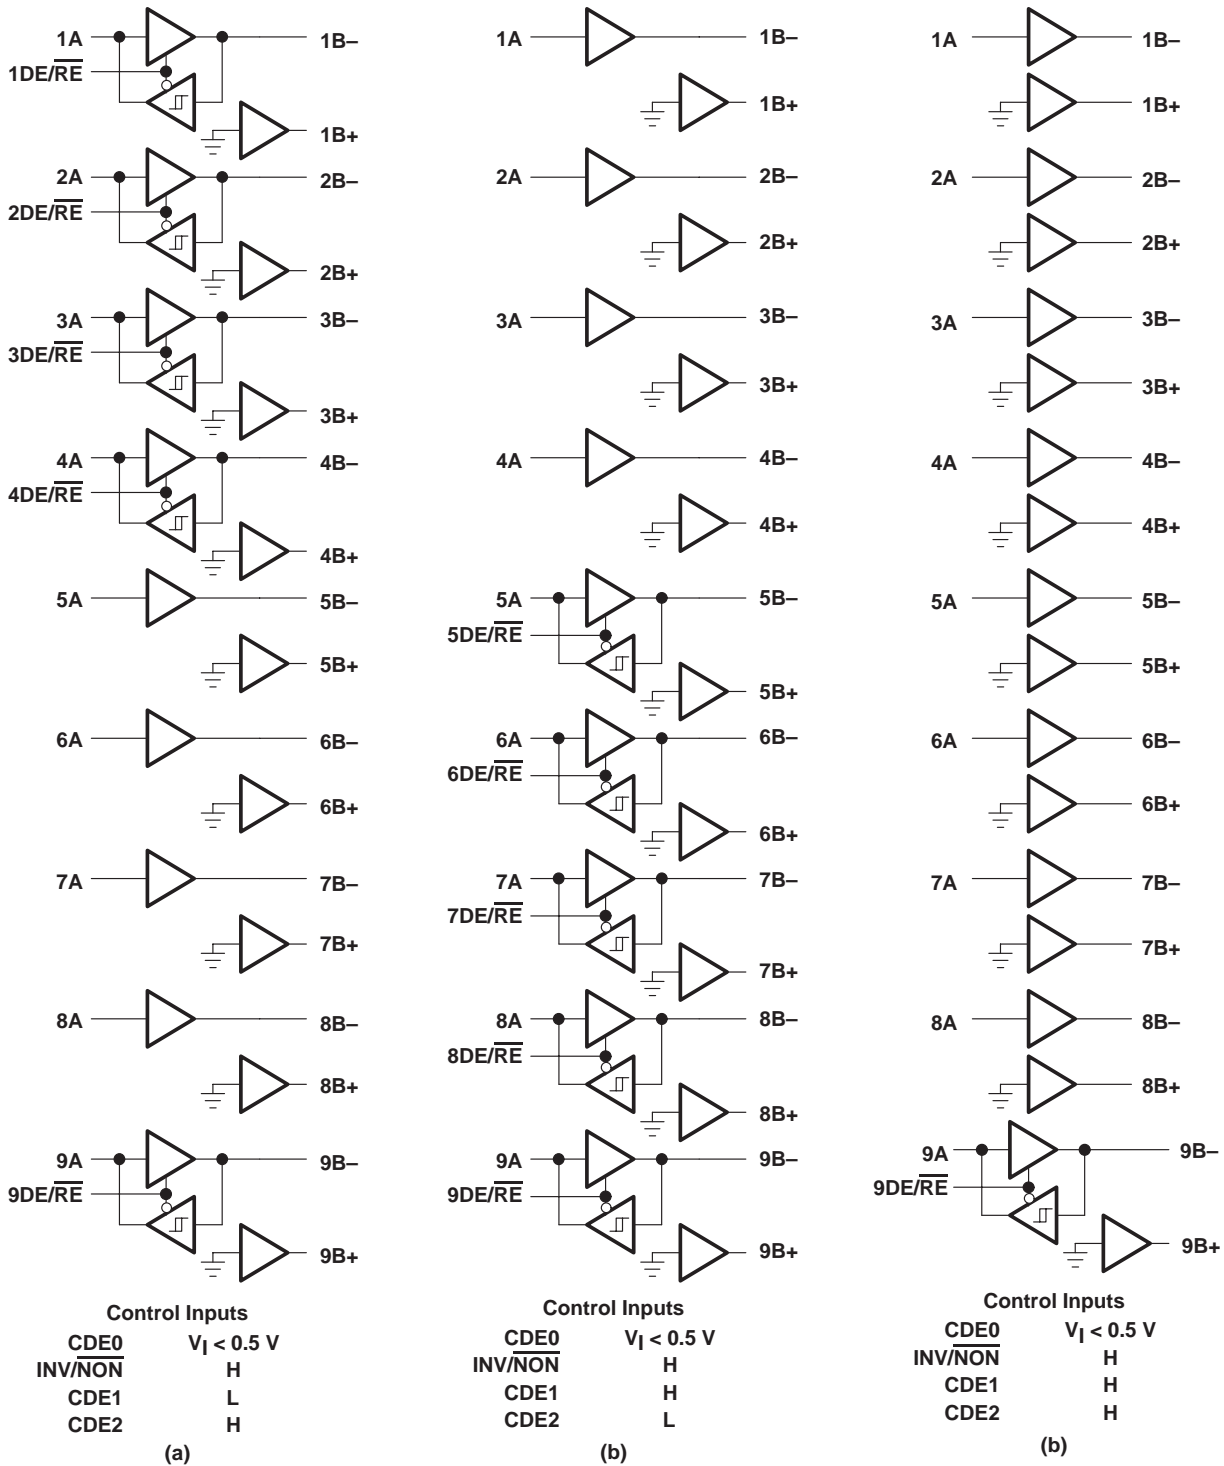 1A
1B–
1DE/RE
1B+
2A
2B–
2DE/RE
2B+
3A
3B–
3DE/RE
3B+
4A
4B–
4DE/RE
4B+
5A
5B–
5B+
6A
6B–
6B+
7A
7B–
7B+
8A
8B–
8B+
9A
9B–
9DE/RE
9B+
Control Inputs
CDE0 VI < 0.5 V
INV/NON H
CDE1 L
CDE2 H
(a)
1A
1B–
1B+
2A
2B–
2B+
3A
3B–
3B+
4A
4B–
4B+
5A
5B–
5DE/RE
5B+
6A
6B–
6DE/RE
6B+
7A
7B–
7DE/RE
7B+
8A
8B–
8DE/RE
8B+
9A
9B–
9DE/RE
9B+
Control Inputs
CDE0 VI < 0.5 V
INV/NON H
CDE1 H
CDE2 L
(b)
1A
1B–
1B+
2A
2B–
2B+
3A
3B–
3B+
4A
4B–
4B+
5A
5B–
5B+
6A
6B–
6B+
7A
7B–
7B+
8A
8B–
8B+
9A
9B–
9DE/RE
9B+
Control Inputs
CDE0 VI < 0.5 V
INV/NON H
CDE1 H
CDE2 H
(b)